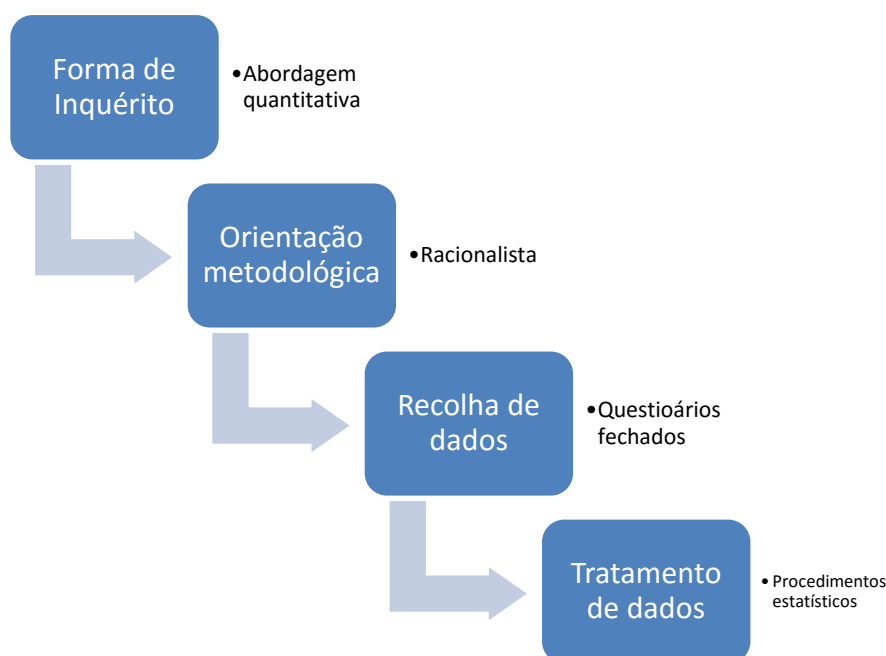 Forma de
Inquérito
•Abordagem
quantitativa
Orientação
metodológica
•Racionalista
Recolha de
dados
•Questioários
fechados
Tratamento
de dados
• Procedimentos
estatísticos